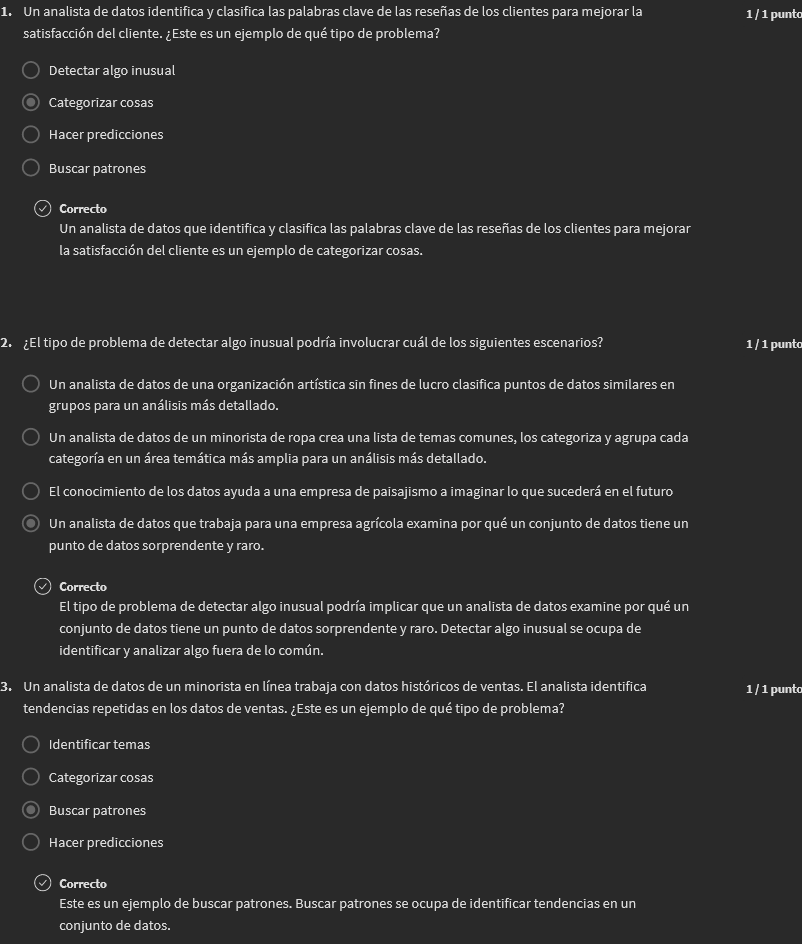 1. Un analista de datos identifica y clasifica las palabras clave de las reseñas de los clientes para mejorar la
satisfacción del cliente. ¿Este es un ejemplo de qué tipo de problema?
1 / 1 punto
Detectar algo inusual
Categorizar cosas
Hacer predicciones
Buscar patrones
Correcto
Un analista de datos que identifica y clasifica las palabras clave de las reseñas de los clientes para mejorar
la satisfacción del cliente es un ejemplo de categorizar cosas.
2. ¿El tipo de problema de detectar algo inusual podría involucrar cuál de los siguientes escenarios?
1 / 1 punto
Un analista de datos de una organización artística sin fines de lucro clasifica puntos de datos similares en
grupos para un análisis más detallado.
Un analista de datos de un minorista de ropa crea una lista de temas comunes, los categoriza y agrupa cada
categoría en un área temática más amplia para un análisis más detallado.
El conocimiento de los datos ayuda a una empresa de paisajismo a imaginar lo que sucederá en el futuro
Un analista de datos que trabaja para una empresa agrícola examina por qué un conjunto de datos tiene un
punto de datos sorprendente y raro.
Correcto
El tipo de problema de detectar algo inusual podría implicar que un analista de datos examine por qué un
conjunto de datos tiene un punto de datos sorprendente y raro. Detectar algo inusual se ocupa de
identificar y analizar algo fuera de lo común.
3. Un analista de datos de un minorista en línea trabaja con datos históricos de ventas. El analista identifica
tendencias repetidas en los datos de ventas. ¿Este es un ejemplo de qué tipo de problema?
1 / 1 punto
Identificar temas
Categorizar cosas
Buscar patrones
Hacer predicciones
Correcto
Este es un ejemplo de buscar patrones. Buscar patrones se ocupa de identificar tendencias en un
conjunto de datos.